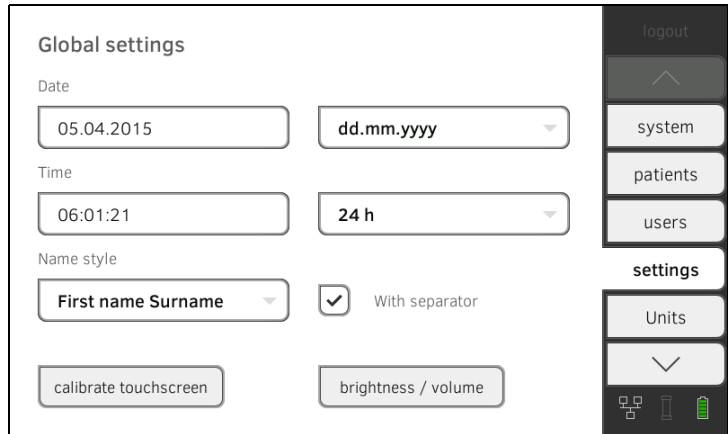 Global settings
Date
05.04.2015
dd.mm.yyyy
Time
06:01:21
24 h
Name style
First name Surname
With separator
calibrate touchscreen
brightness / volume
logout
system
patients
users
settings
Units